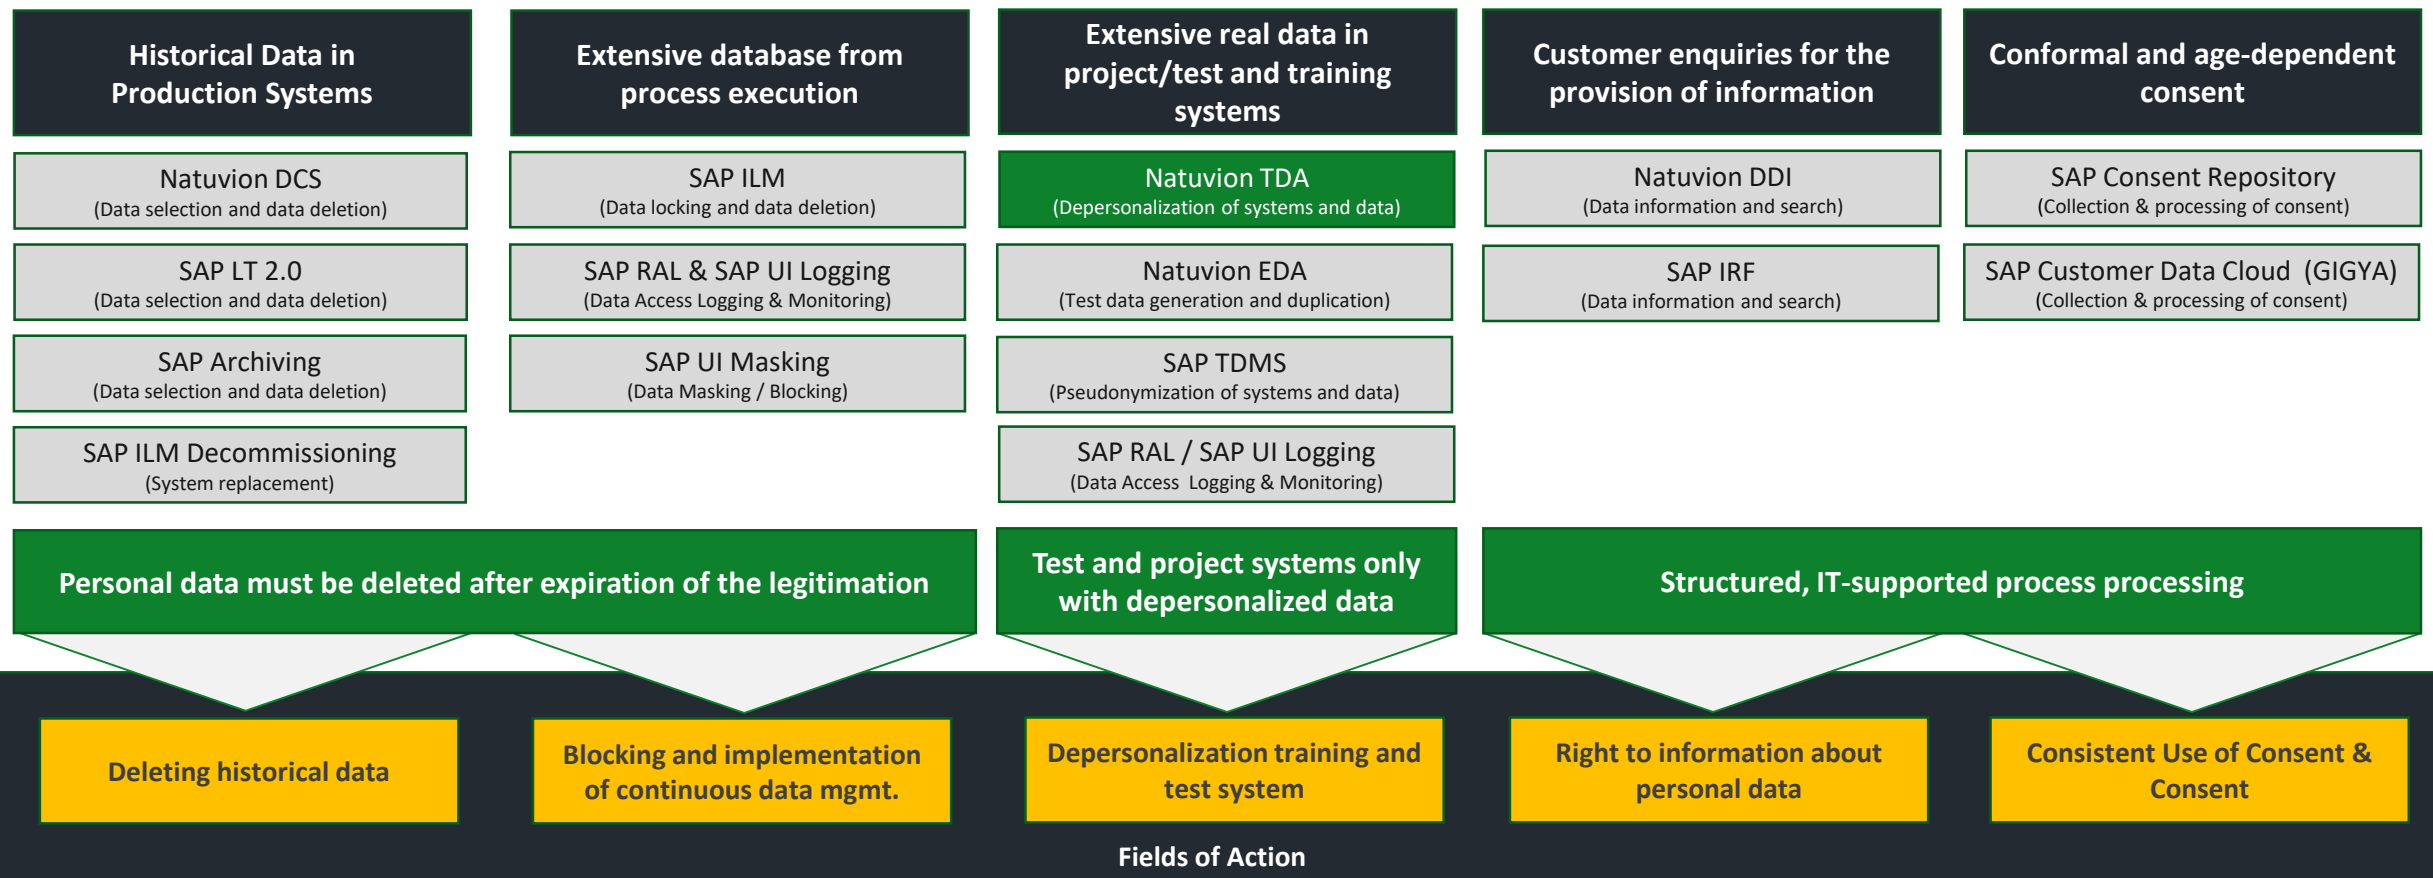 Historical Data in
Production Systems
Extensive database from
process execution
Extensive real data in
project/test and training
systems
Customer enquiries for the
provision of information
Conformal and age-dependent
consent
Natuvion DCS
(Data selection and data deletion)
SAP LT 2.0
(Data selection and data deletion)
SAP Archiving
(Data selection and data deletion)
SAP ILM Decommissioning
(System replacement)
SAP ILM
(Data locking and data deletion)
SAP RAL & SAP UI Logging
(Data Access Logging & Monitoring)
SAP UI Masking
(Data Masking / Blocking)
Natuvion TDA
(Depersonalization of systems and data)
Natuvion EDA
(Test data generation and duplication)
SAP TDMS
(Pseudonymization of systems and data)
SAP RAL / SAP UI Logging
(Data Access Logging & Monitoring)
Natuvion DDI
(Data information and search)
SAP IRF
(Data information and search)
SAP Consent Repository
(Collection & processing of consent)
SAP Customer Data Cloud (GIGYA)
(Collection & processing of consent)
Personal data must be deleted after expiration of the legitimation
Test and project systems only
with depersonalized data
Structured, IT-supported process processing
Deleting historical data
Blocking and implementation
of continuous data mgmt.
Depersonalization training and
test system
Right to information about
personal data
Consistent Use of Consent &
Consent
Fields of Action